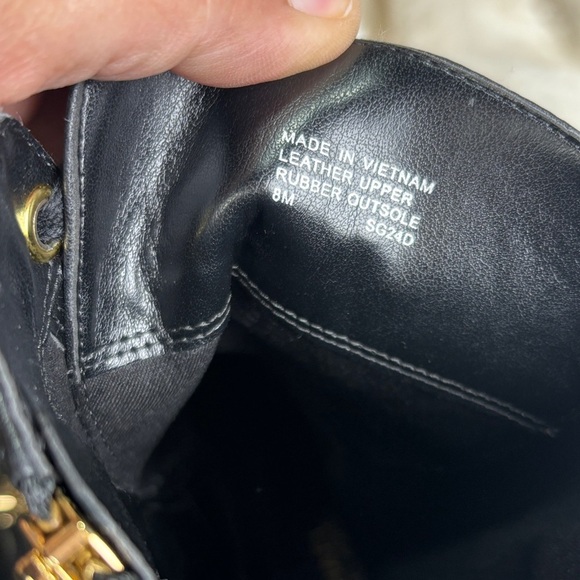 MADE IN VIETNAM
LEATHER UPPER
RUBBER OUTSOLE
8M SG24D